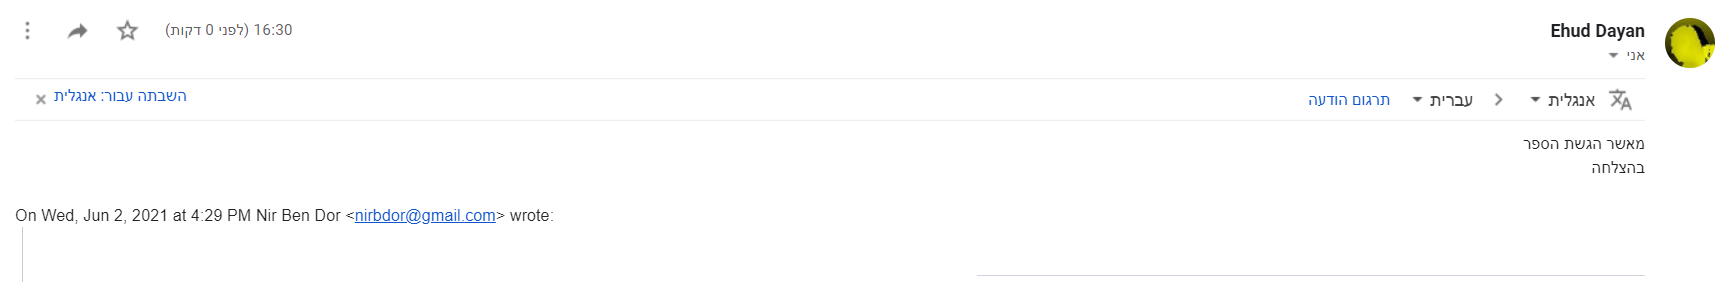 Ehud Dayan
16:30 (לפני 0 דקות)
אני
אנגלית
עברית
תרגום הודעה
השבתה עבור: אנגלית
מאשר הגשת הספר
בהצלחה
On Wed, Jun 2, 2021 at 4:29 PM Nir Ben Dor <nirbdor@gmail.com> wrote: